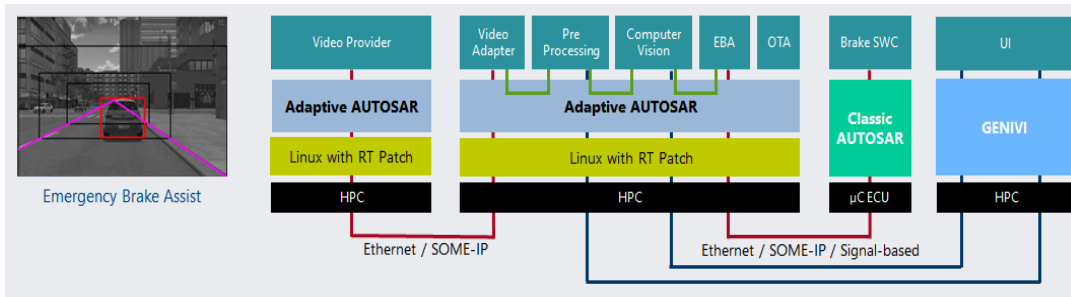 Emergency Brake Assist
Video Provider
Adaptive AUTOSAR
Linux with RT Patch
HPC
Video
Adapter
Pre
Processing
Computer
Vision
EBA
OTA
Adaptive AUTOSAR
Linux with RT Patch
HPC
Brake SWC
Classic
AUTOSAR
µC ECU
UI
GENIVI
HPC
Ethernet / SOME-IP
Ethernet / SOME-IP / Signal-based